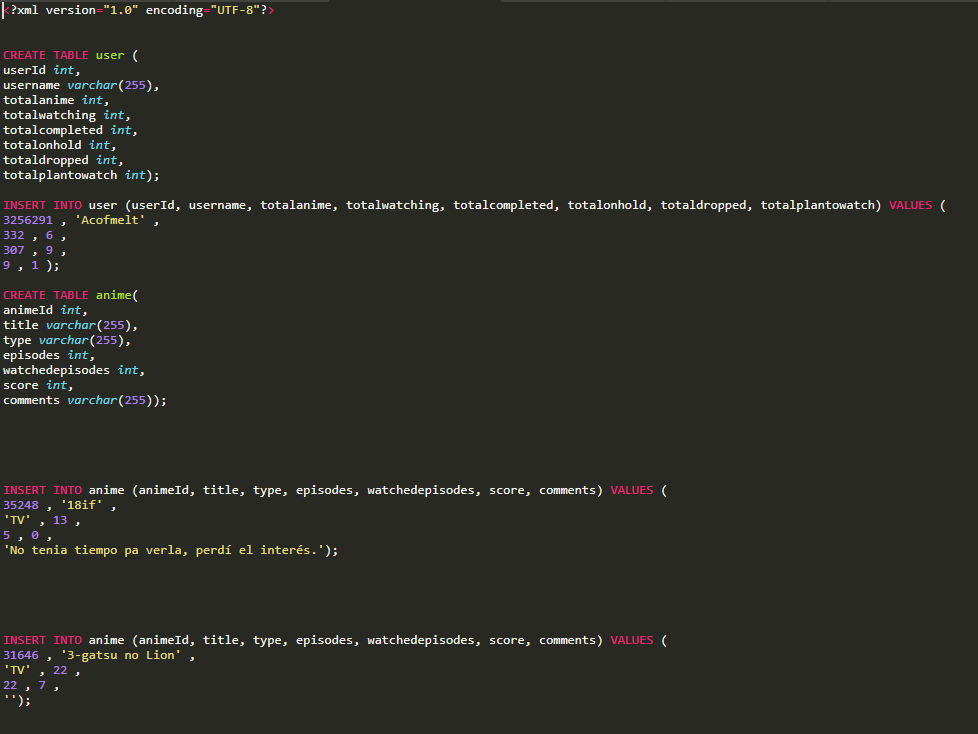 <?xml version="1.0" encoding="UTF-8"?>
CREATE TABLE user (
userId int,
username varchar(255),
totalanime int,
totalwatching int,
totalcompleted int,
totalonhold int,
totaldropped int,
totalplantowatch int);
INSERT INTO user (userId, username, totalanime, totalwatching, totalcompleted, totalonhold, totaldropped, totalplantowatch) VALUES (
3256291 , 'Acofmelt' ,
332 , 6 ,
307 , 9 ,
9 , 1 );
CREATE TABLE anime(
animeId int,
title varchar(255),
type varchar(255),
episodes int,
watchedepisodes int,
score int,
comments varchar(255));
INSERT INTO anime (animeId, title, type, episodes, watchedepisodes, score, comments) VALUES (
35248 , '18if' ,
'TV' , 13 ,
5 , 0 ,
'No tenia tiempo pa verla, perdí el interés.');
INSERT INTO anime (animeId, title, type, episodes, watchedepisodes, score, comments) VALUES (
31646 , '3-gatsu no Lion' ,
'TV' , 22 ,
22 , 7 ,
'');